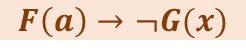 F(a) → ¬G(x)